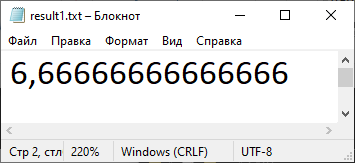 result1.txt – Блокнот
Файл Правка Формат Вид Справка
6,66666666666666
Стр 2, стл 220% Windows (CRLF) UTF-8